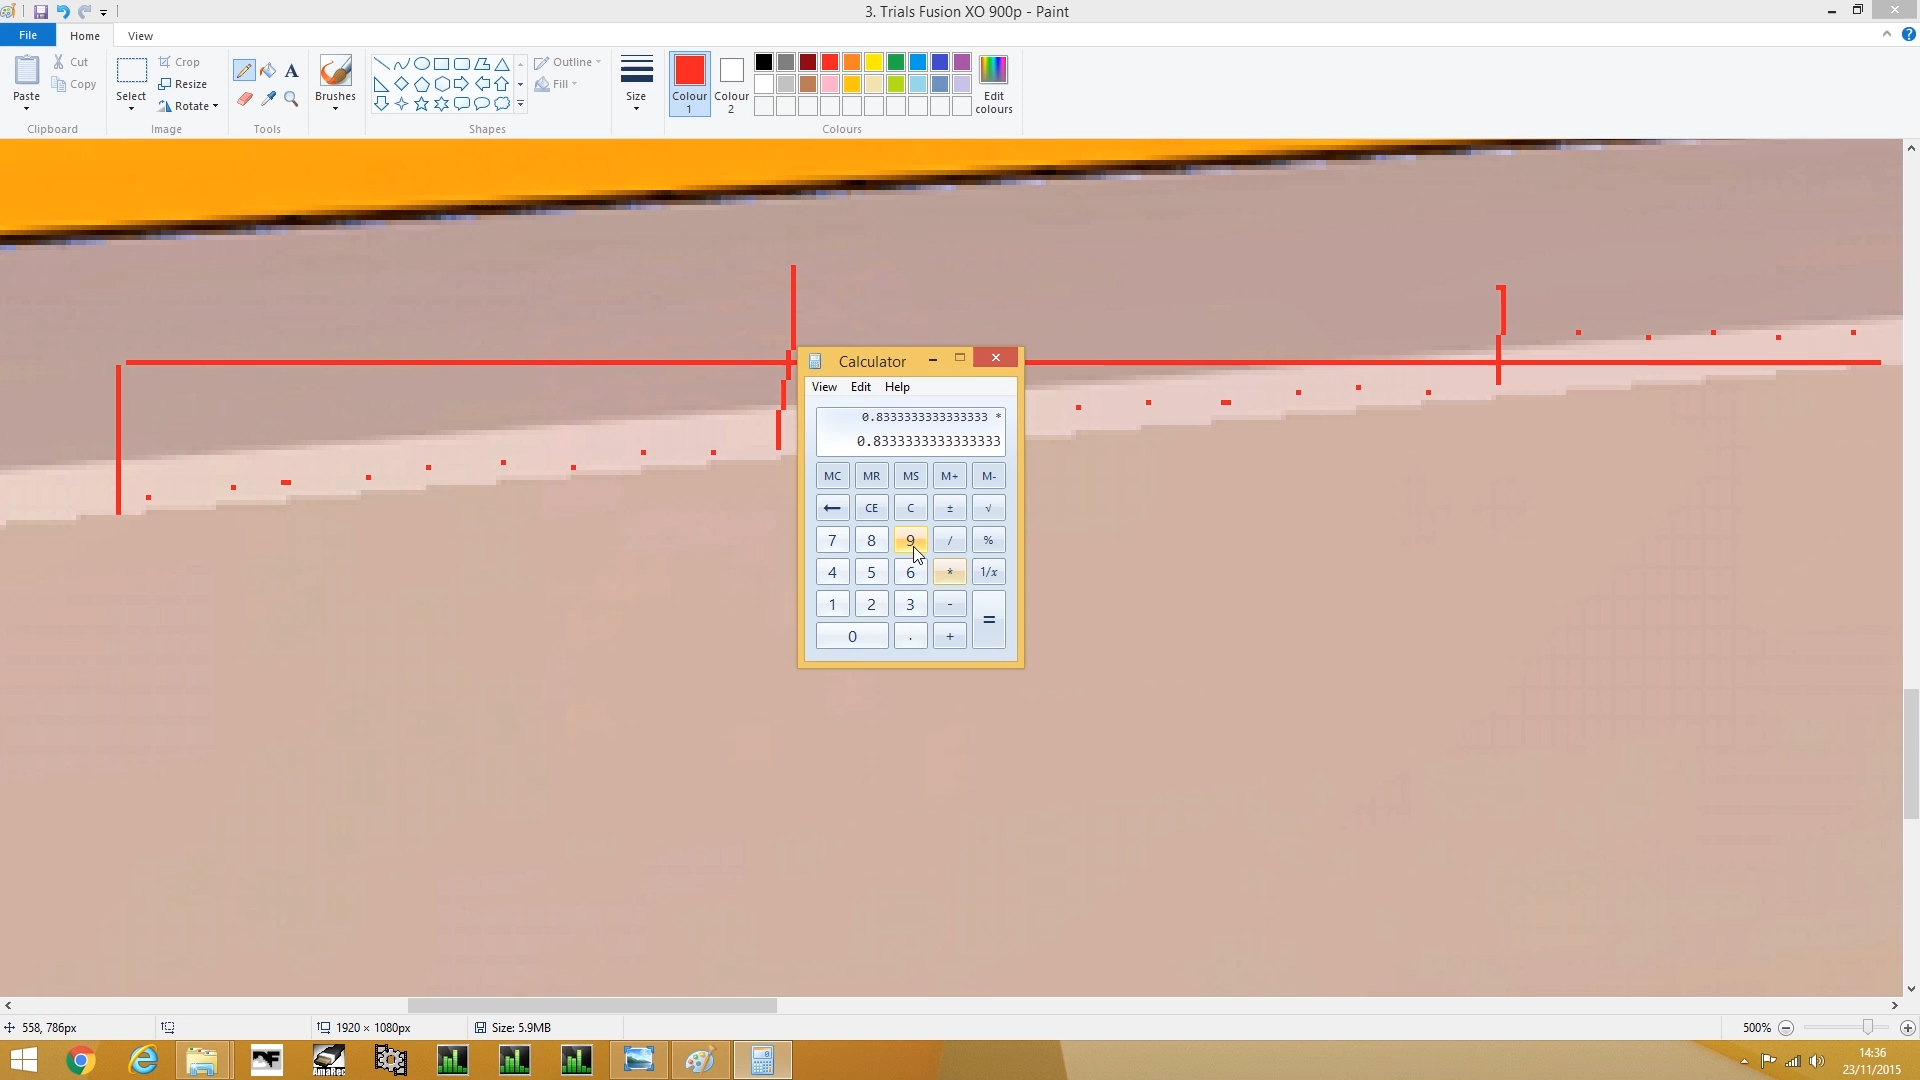 3. Trials Fusion XO 900p - Paint
File Home View
Paste
Cut
Copy
Clipboard
Select
Crop
Resize
Rotate
Image
A
Tools
Brushes
Shapes
Outline
Fill
Size
Colour 1
Colour 2
Edit colours
Colours
Calculator
View Edit Help
0.8333333333333333 *
0.8333333333333333
MC MR MS M+ M-
← CE C ± √
7 8 9 / %
4 5 6 * 1/x
1 2 3 - =
0 . +
558, 786px
1920 × 1080px
Size: 5.9MB
500%
AmaRec
14:36
23/11/2015